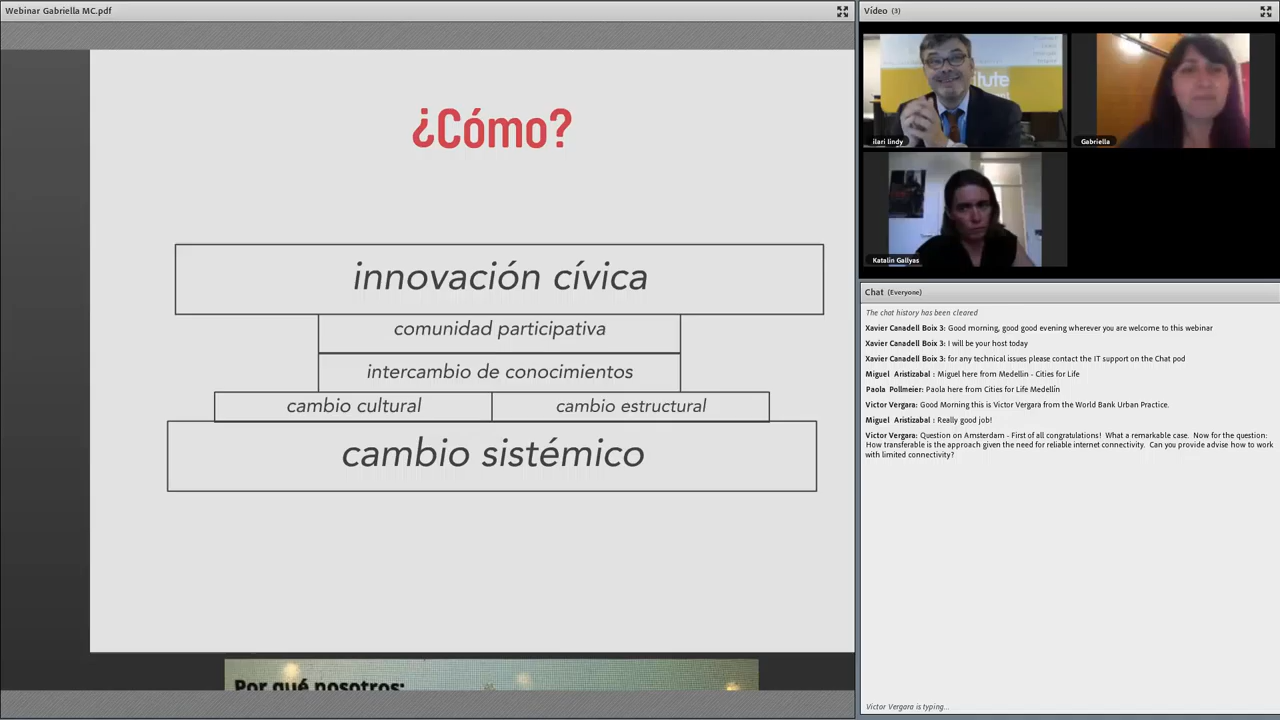 Webinar Gabriella MC.pdf
¿Cómo?
innovación cívica
comunidad participativa
intercambio de conocimientos
cambio cultural
cambio estructural
cambio sistémico
Por qué nosotros:
Vídeo (3)
itute
ilari lindy
Gabriella
Katalin Gallyas
Chat (Everyone)
The chat history has been cleared
Xavier Canadell Boix 3: Good morning, good good evening wherever you are welcome to this webinar
Xavier Canadell Boix 3: I will be your host today
Xavier Canadell Boix 3: for any technical issues please contact the IT support on the Chat pod
Miguel Aristizabal : Miguel here from Medellin - Cities for Life
Paola Pollmeier: Paola here from Cities for Life Medellín
Victor Vergara: Good Morning this is Victor Vergara from the World Bank Urban Practice.
Miguel Aristizabal : Really good job!
Victor Vergara: Question on Amsterdam - First of all congratulations! What a remarkable case. Now for the question:
How transferable is the approach given the need for reliable internet connectivity. Can you provide advise how to work
with limited connectivity?
Victor Vergara is typing...